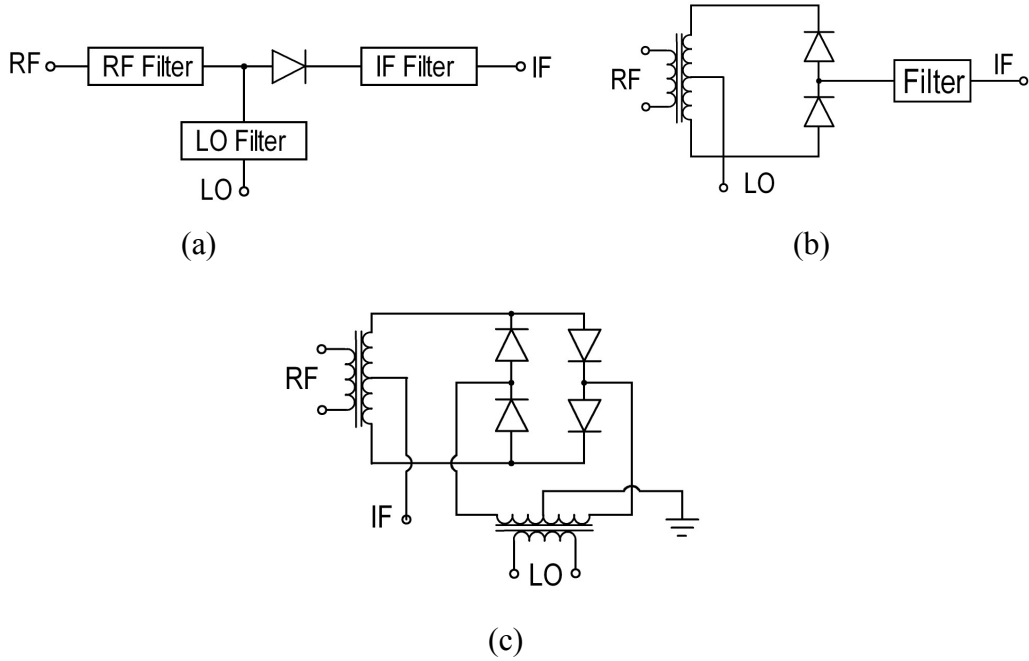 RF
RF Filter
IF Filter
IF
LO Filter
LO
(a)
RF
Filter
IF
LO
(b)
RF
IF
LO
(c)